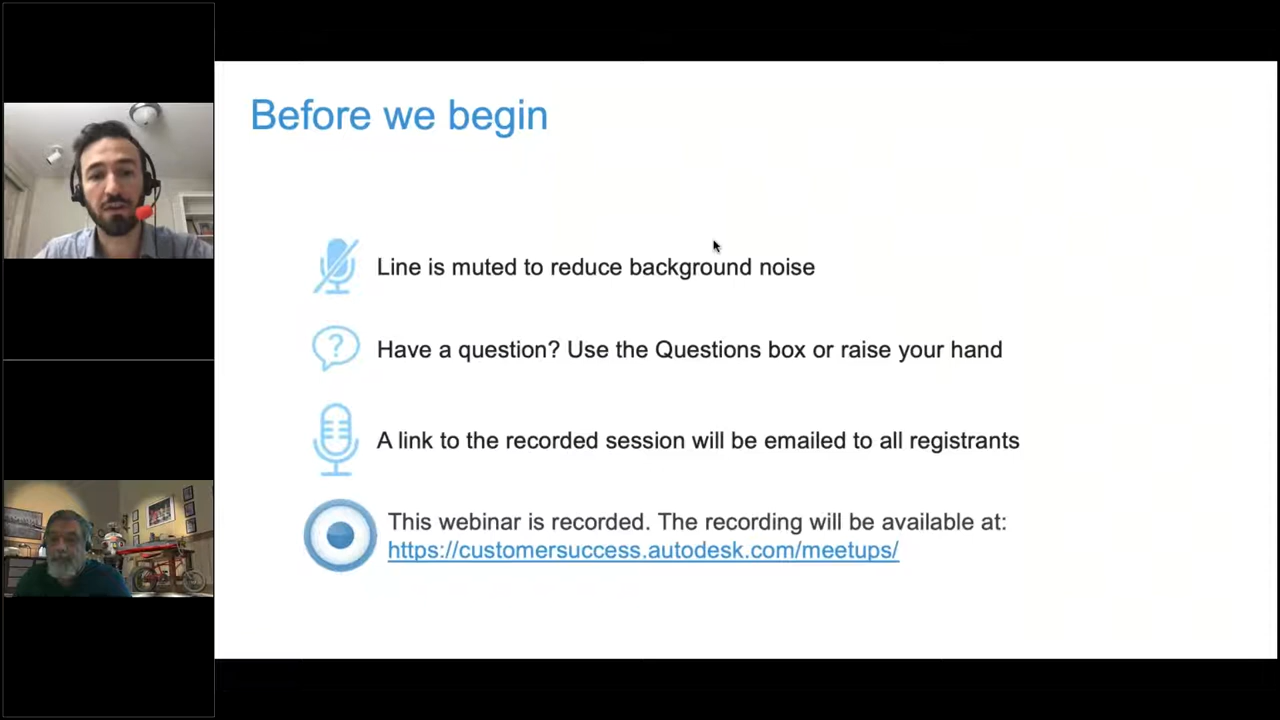 Before we begin
Line is muted to reduce background noise
Have a question? Use the Questions box or raise your hand
A link to the recorded session will be emailed to all registrants
This webinar is recorded. The recording will be available at:
https://customersuccess.autodesk.com/meetups/